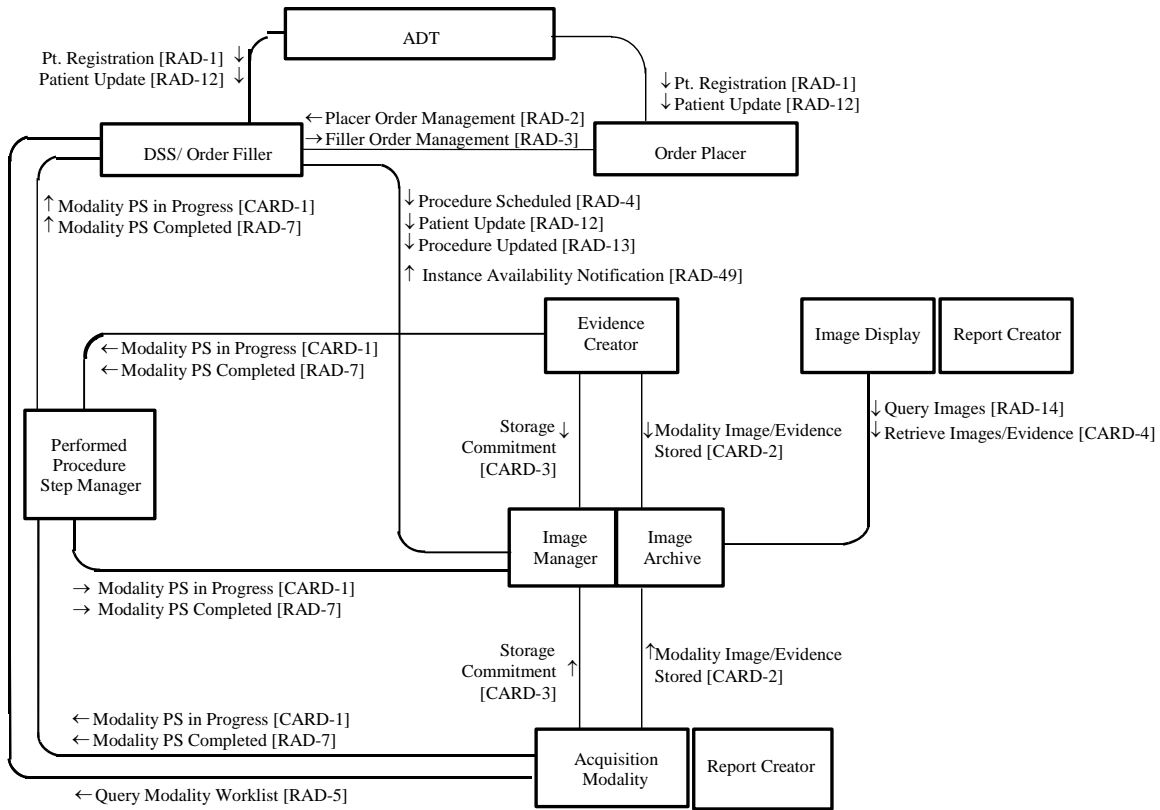 ADT
Pt. Registration [RAD-1] ↓
Patient Update [RAD-12] ↓
↓ Pt. Registration [RAD-1]
↓ Patient Update [RAD-12]
← Placer Order Management [RAD-2]
→ Filler Order Management [RAD-3]
DSS/ Order Filler
Order Placer
↑ Modality PS in Progress [CARD-1]
↑ Modality PS Completed [RAD-7]
↓ Procedure Scheduled [RAD-4]
↓ Patient Update [RAD-12]
↓ Procedure Updated [RAD-13]
↑ Instance Availability Notification [RAD-49]
Evidence
Creator
Image Display
Report Creator
← Modality PS in Progress [CARD-1]
← Modality PS Completed [RAD-7]
↓ Query Images [RAD-14]
↓ Retrieve Images/Evidence [CARD-4]
Performed
Procedure
Step Manager
Storage
Commitment ↓
[CARD-3]
↓ Modality Image/Evidence
Stored [CARD-2]
Image
Manager
Image
Archive
→ Modality PS in Progress [CARD-1]
→ Modality PS Completed [RAD-7]
Storage
Commitment ↑
[CARD-3]
↑ Modality Image/Evidence
Stored [CARD-2]
← Modality PS in Progress [CARD-1]
← Modality PS Completed [RAD-7]
Acquisition
Modality
Report Creator
← Query Modality Worklist [RAD-5]